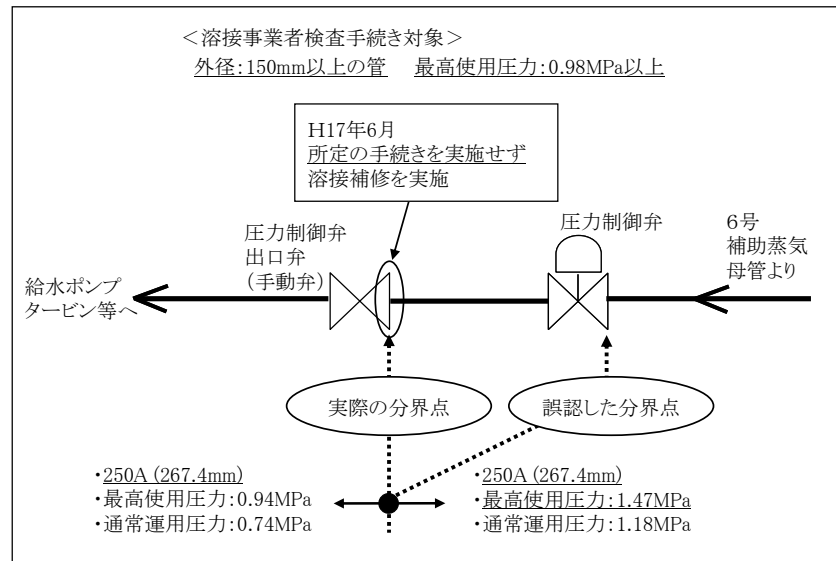 ＜溶接事業者検査手続き対象＞
外径：150mm以上の管　最高使用圧力：0.98MPa以上
H17年6月
所定の手続きを実施せず
溶接補修を実施
圧力制御弁
出口弁
（手動弁）
圧力制御弁
６号
補助蒸気
母管より
給水ポンプ
タービン等へ
実際の分界点
誤認した分界点
・250A (267.4mm)
・最高使用圧力：0.94MPa
・通常運用圧力：0.74MPa
・250A (267.4mm)
・最高使用圧力：1.47MPa
・通常運用圧力：1.18MPa